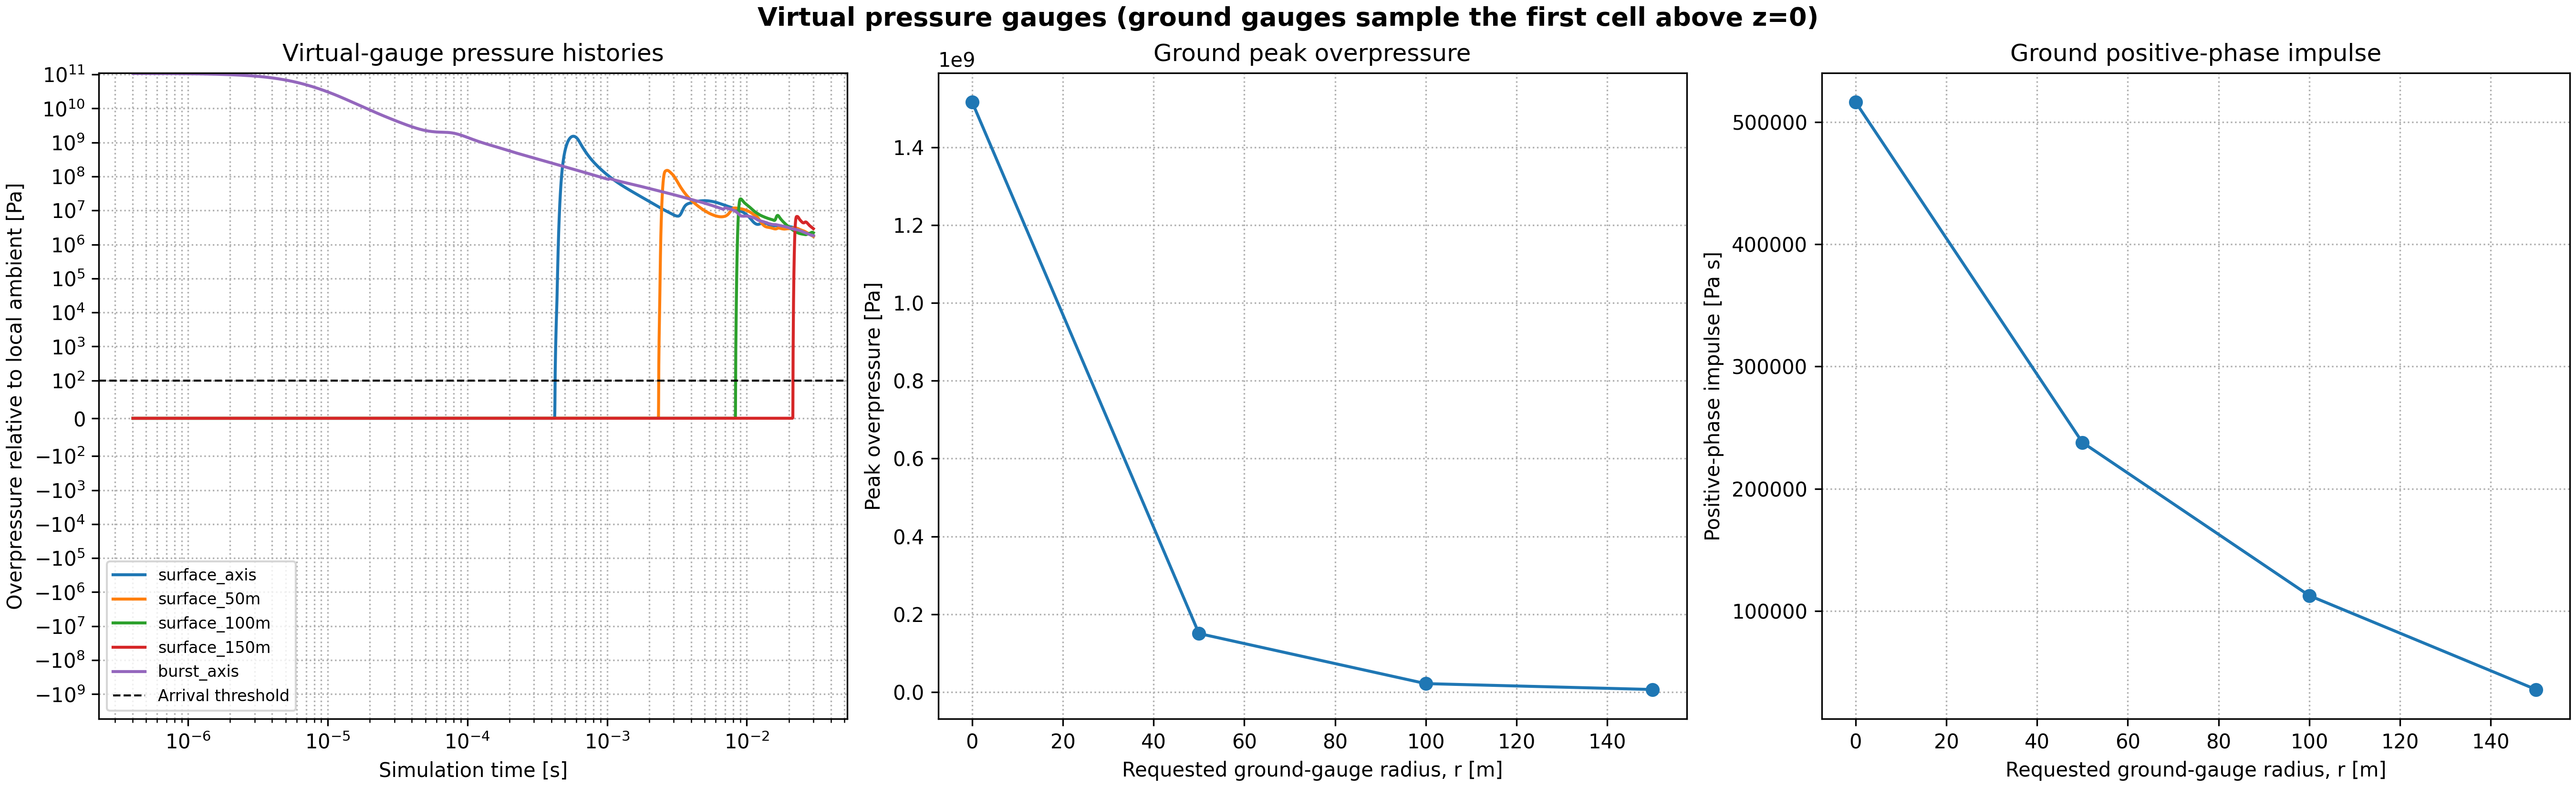 Virtual pressure gauges (ground gauges sample the first cell above z=0)
Virtual-gauge pressure histories
Overpressure relative to local ambient [Pa]
10¹¹
10¹⁰
10⁹
10⁸
10⁷
10⁶
10⁵
10⁴
10³
10²
0
−10²
−10³
−10⁴
−10⁵
−10⁶
−10⁷
−10⁸
−10⁹
surface_axis
surface_50m
surface_100m
surface_150m
burst_axis
Arrival threshold
10⁻⁶ 10⁻⁵ 10⁻⁴ 10⁻³ 10⁻²
Simulation time [s]
Ground peak overpressure
1e9
Peak overpressure [Pa]
1.4
1.2
1.0
0.8
0.6
0.4
0.2
0.0
0 20 40 60 80 100 120 140
Requested ground-gauge radius, r [m]
Ground positive-phase impulse
Positive-phase impulse [Pa s]
500000
400000
300000
200000
100000
0 20 40 60 80 100 120 140
Requested ground-gauge radius, r [m]